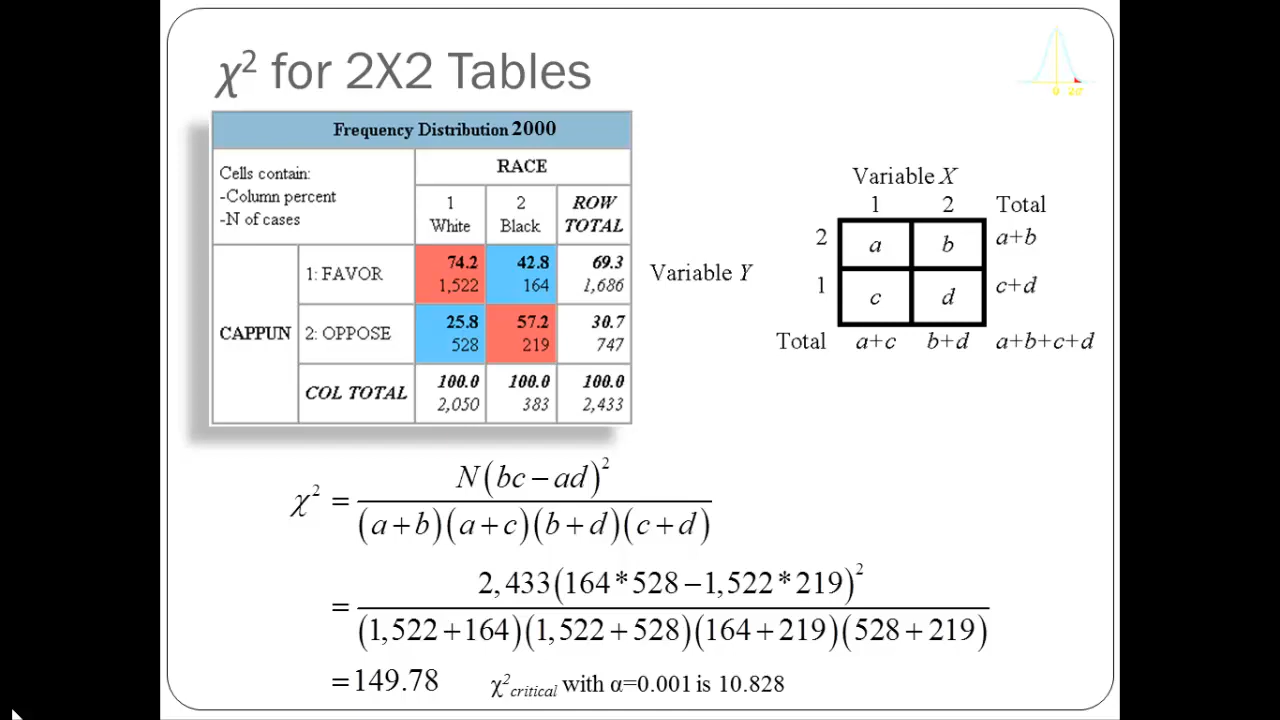 χ² for 2X2 Tables
0 2σ
Frequency Distribution 2000
Cells contain:
-Column percent
-N of cases
RACE
1
White
2
Black
ROW
TOTAL
CAPPUN
1: FAVOR
74.2 42.8 69.3
1,522 164 1,686
2: OPPOSE
25.8 57.2 30.7
528 219 747
COL TOTAL
100.0 100.0 100.0
2,050 383 2,433
Variable X
1 2 Total
Variable Y
2 a b a+b
1 c d c+d
Total a+c b+d a+b+c+d
χ² = N(bc − ad)² / (a+b)(a+c)(b+d)(c+d)
= 2,433(164*528−1,522*219)² / (1,522+164)(1,522+528)(164+219)(528+219)
=149.78
χ²critical with α=0.001 is 10.828